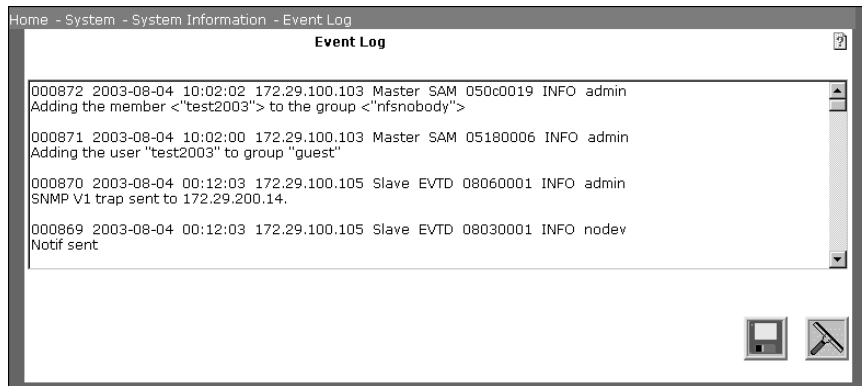 Home - System - System Information - Event Log
Event Log
?
000872 2003-08-04 10:02:02 172.29.100.103 Master SAM 050c0019 INFO admin
Adding the member <"test2003"> to the group <"nfsnobody">
000871 2003-08-04 10:02:00 172.29.100.103 Master SAM 05180006 INFO admin
Adding the user "test2003" to group "guest"
000870 2003-08-04 00:12:03 172.29.100.105 Slave EVTD 08060001 INFO admin
SNMP V1 trap sent to 172.29.200.14.
000869 2003-08-04 00:12:03 172.29.100.105 Slave EVTD 08030001 INFO nodev
Notif sent